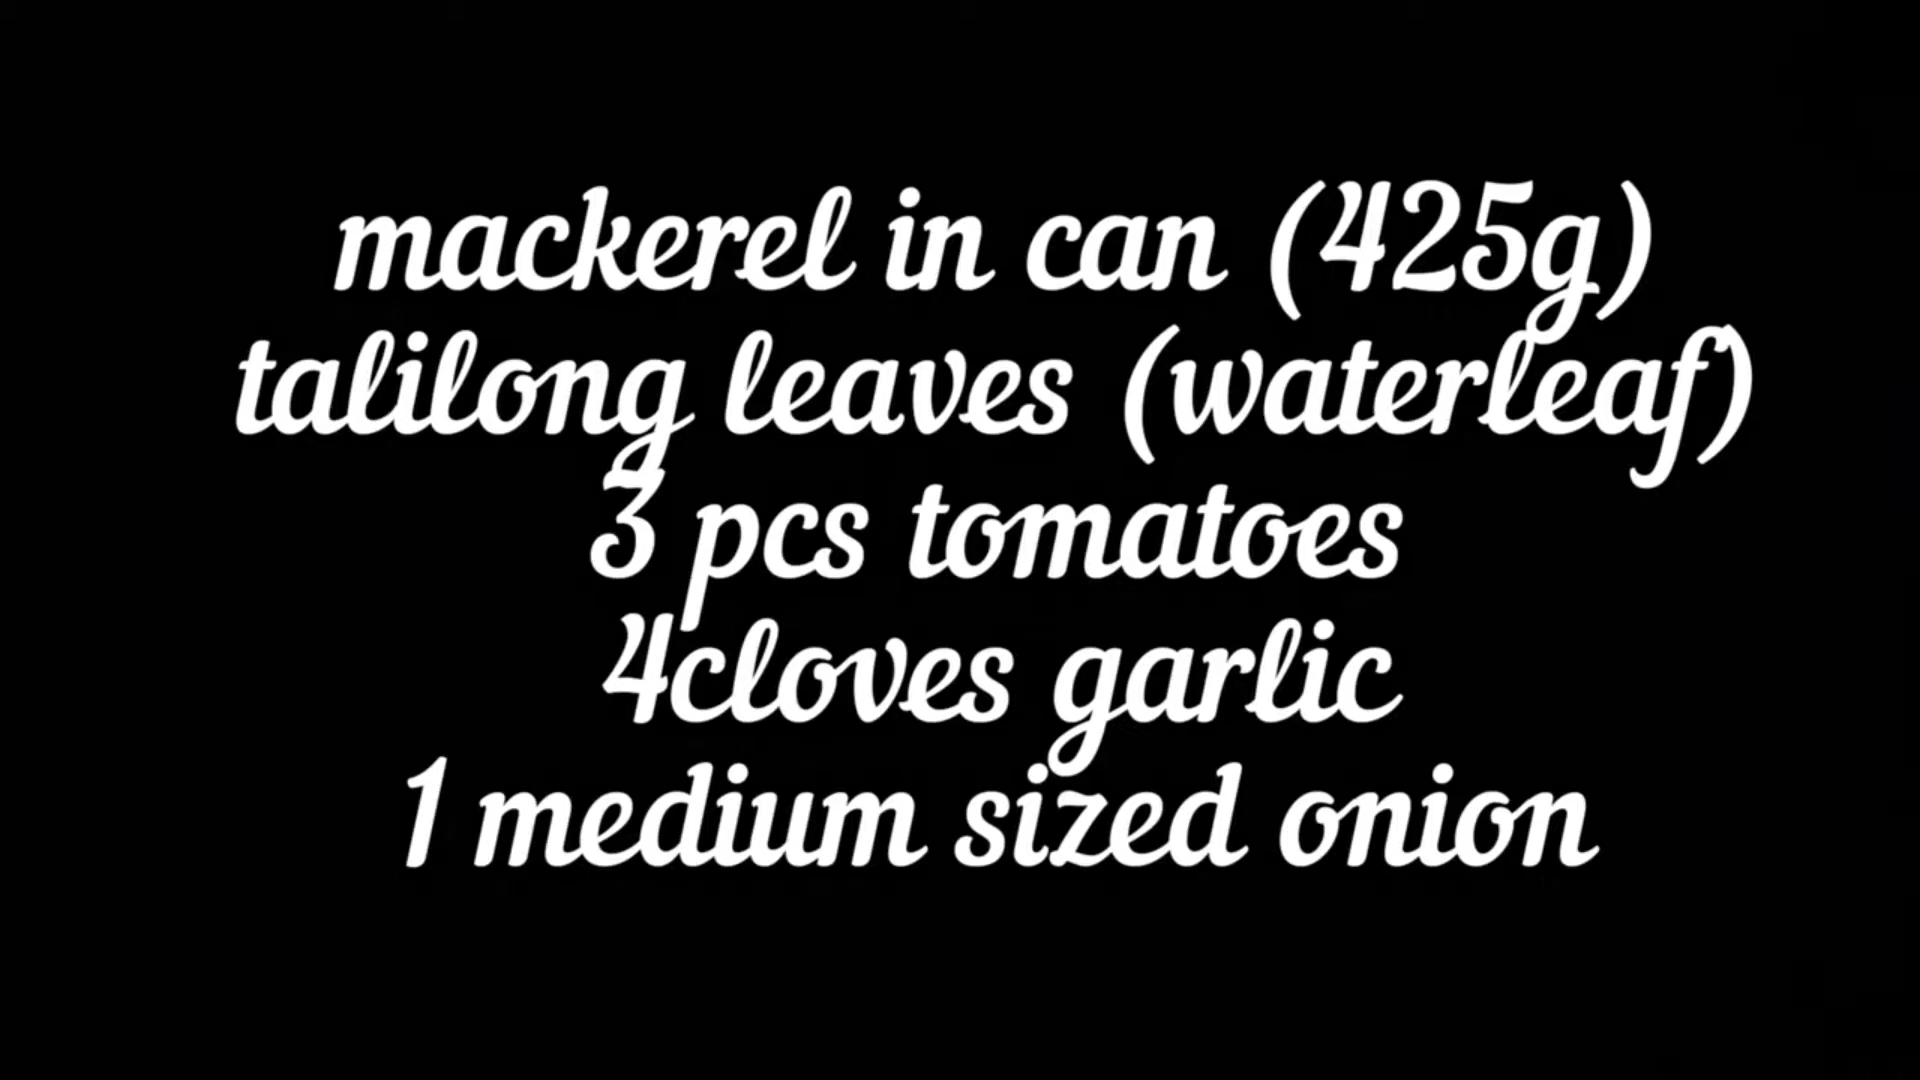 mackerel in can (425g)
talilong leaves (waterleaf)
3 pcs tomatoes
4cloves garlic
1 medium sized onion